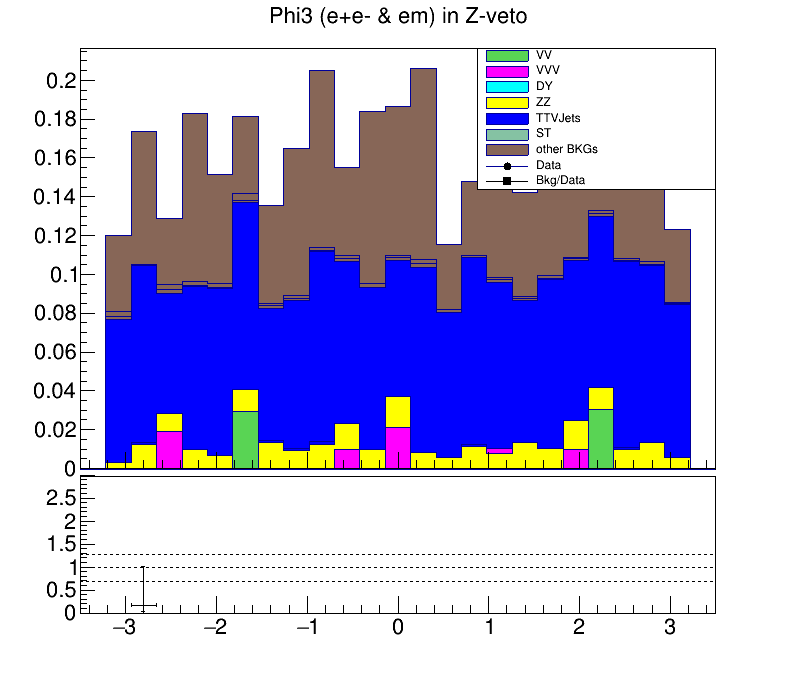 Phi3 (e+e- & em) in Z-veto
VV
VVV
DY
ZZ
TTVJets
ST
other BKGs
Data
Bkg/Data
0.2
0.18
0.16
0.14
0.12
0.1
0.08
0.06
0.04
0.02
0
2.5
2
1.5
1
0.5
0
−3 −2 −1 0 1 2 3